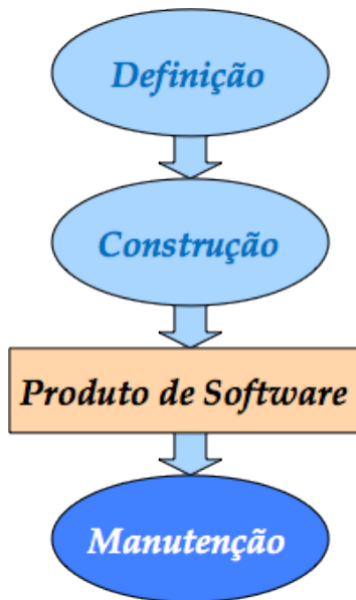 Definição
Construção
Produto de Software
Manutenção